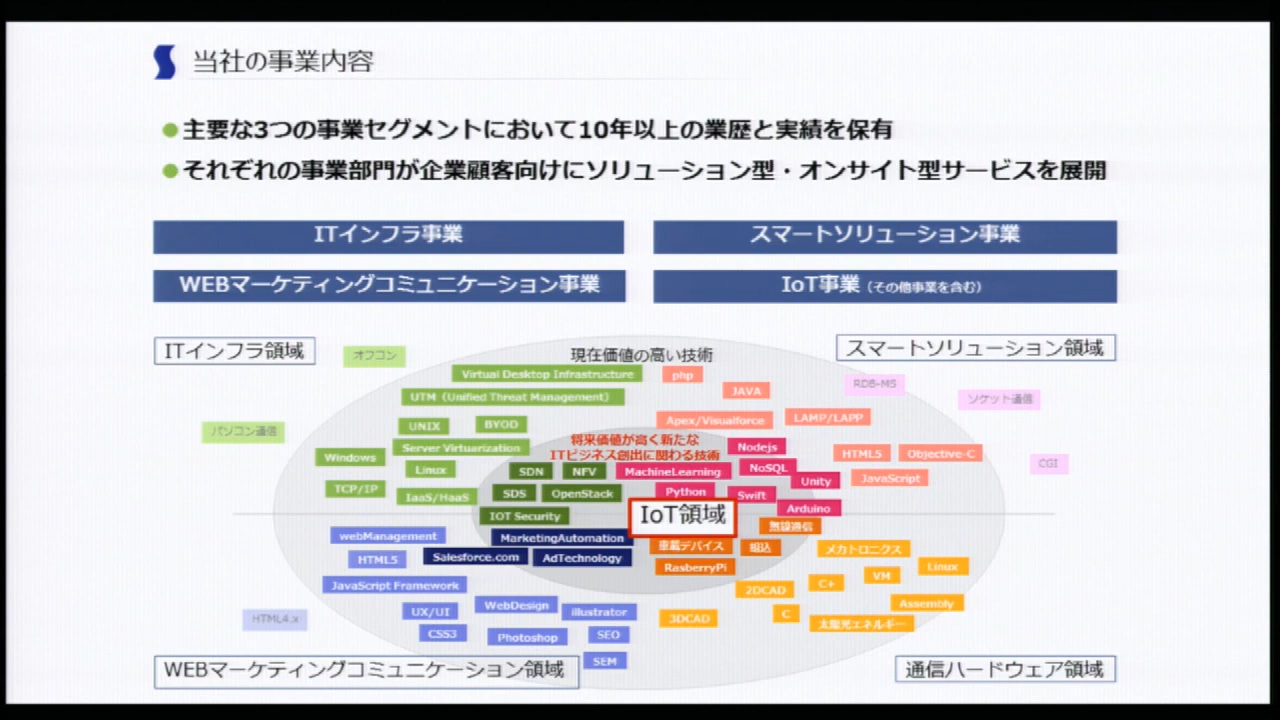 当社の事業内容
主要な3つの事業セグメントにおいて10年以上の業歴と実績を保有
それぞれの事業部門が企業顧客向けにソリューション型・オンサイト型サービスを展開
ITインフラ事業
スマートソリューション事業
WEBマーケティングコミュニケーション事業
IoT事業（その他事業を含む）
ITインフラ領域
オフコン
現在価値の高い技術
スマートソリューション領域
Virtual Desktop Infrastructure
php
UTM（Unified Threat Management）
JAVA
RDB-MS
ソケット通信
UNIX
BYOD
Apex/Visualforce
LAMP/LAPP
パソコン通信
Server Virtuarization
将来価値が高く新たな
ITビジネス創出に関わる技術
Nodejs
Windows
HTML5
Objective-C
CGI
Linux
SDN
NFV
MachineLearning
NoSQL
Unity
JavaScript
TCP/IP
IaaS/HaaS
SDS
OpenStack
Python
Swift
Arduino
IOT Security
IoT領域
無線通信
webManagement
MarketingAutomation
車載デバイス
組込
メカトロニクス
HTML5
Salesforce.com
AdTechnology
RasberryPi
Linux
VM
JavaScript Framework
2DCAD
C+
UX/UI
WebDesign
illustrator
Assembly
HTML4.x
3DCAD
C
太陽光エネルギー
CSS3
Photoshop
SEO
SEM
WEBマーケティングコミュニケーション領域
通信ハードウェア領域